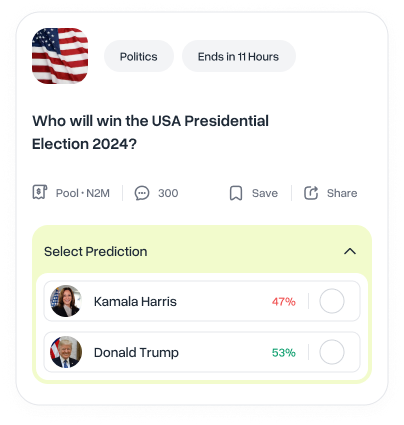 Politics
Ends in 11 Hours
Who will win the USA Presidential
Election 2024?
Pool • N2M
300
Save
Share
Select Prediction
Kamala Harris
47%
Donald Trump
53%